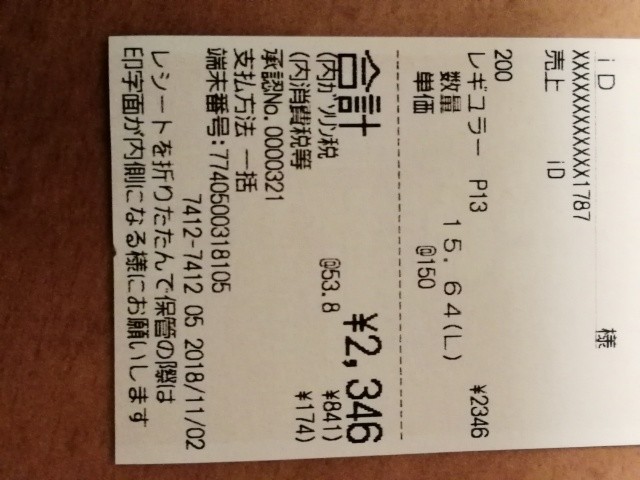 iD 様
XXXXXXXXXXXX1787
売上 iD
200
レギュラー P13 ¥2346
数量 15.64(L)
単価 @150
合計 ¥2,346
(内ガソリン税 @53.8 ¥841)
(内消費税等 ¥174)
承認No.0000321
支払方法 一括
端末番号:7740500318105
7412-7412 05 2018/11/02
レシートを折りたたんで保管の際は
印字面が内側になる様にお願いします